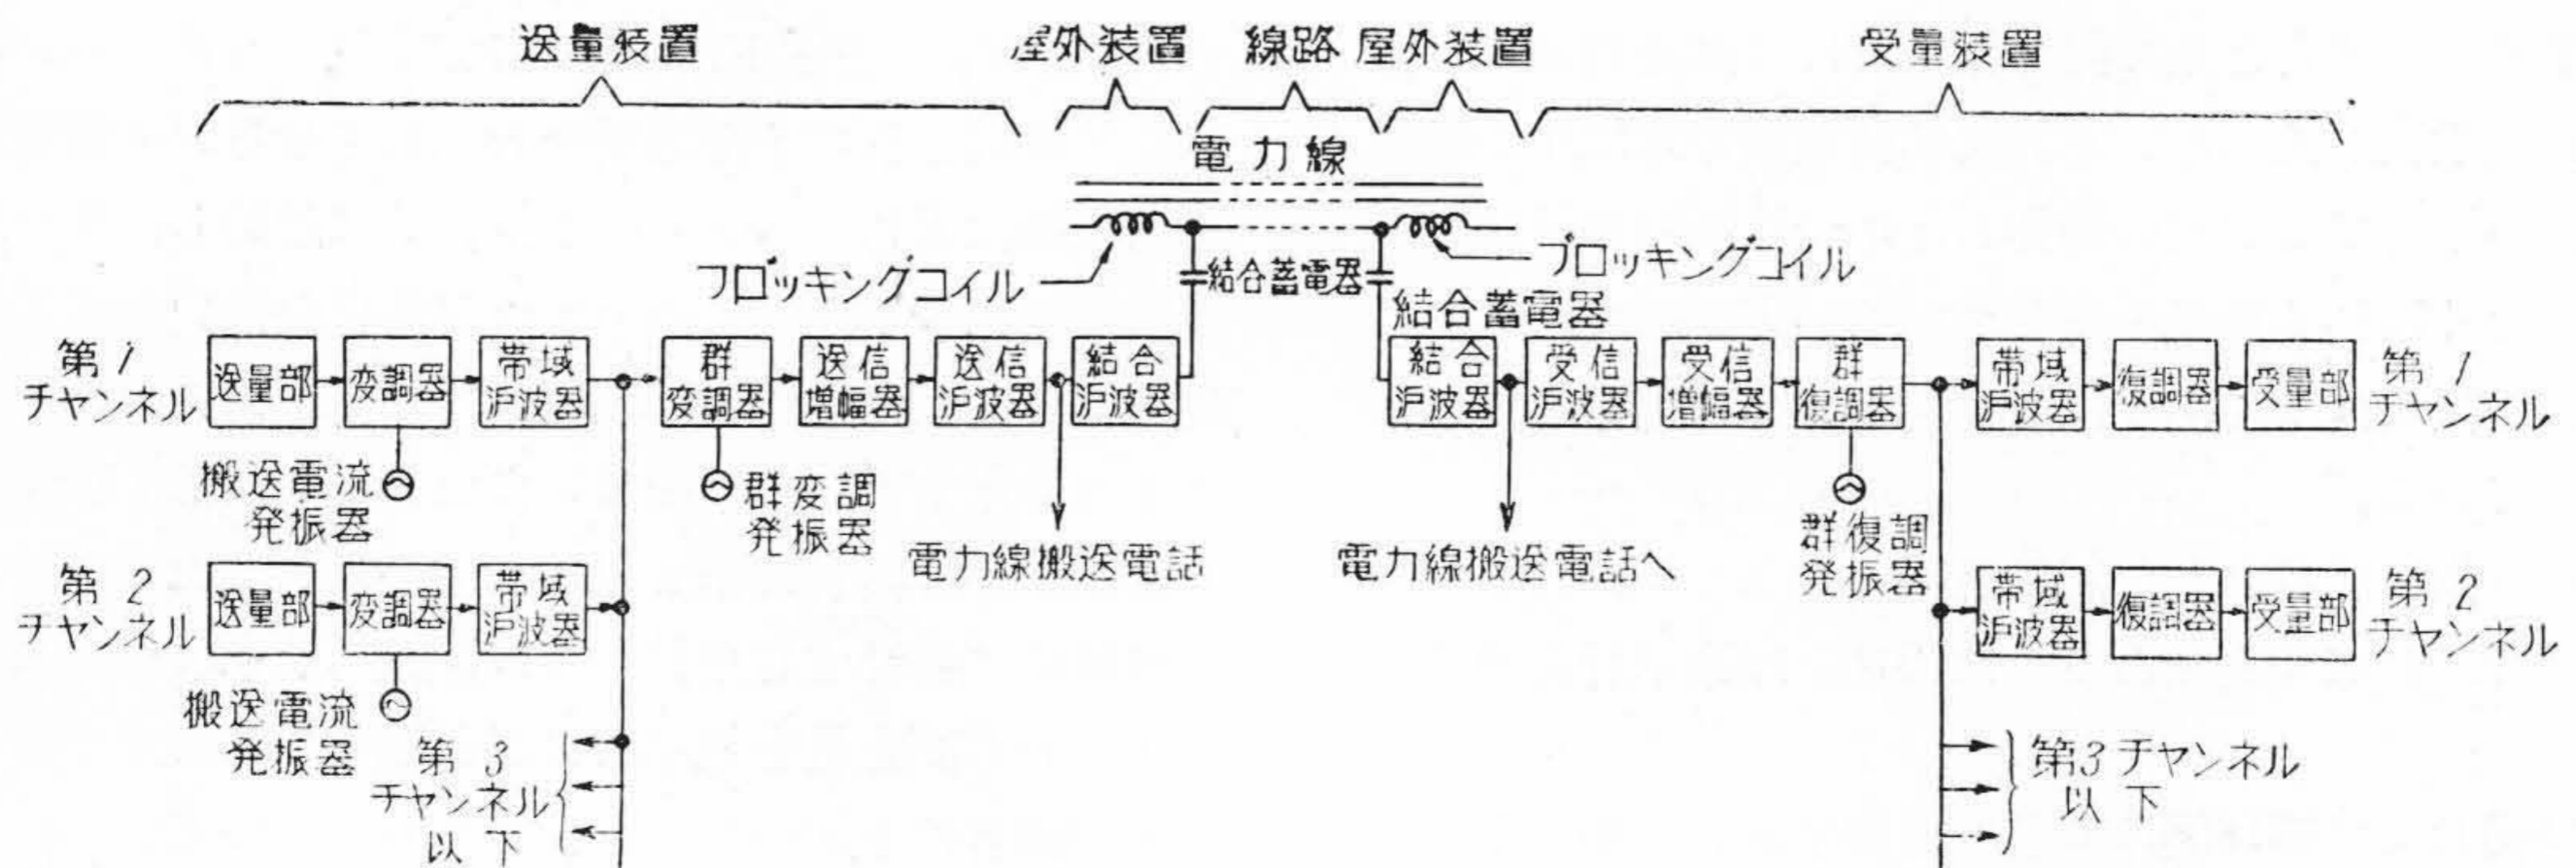 送量装置
屋外装置
線路
屋外装置
受量装置
電力線
ブロッキングコイル
結合蓄電器
ブロッキングコイル
結合蓄電器
第1
チャンネル
送量部
変調器
帯域
沪波器
群
変調器
送信
増幅器
送信
沪波器
結合
沪波器
結合
沪波器
受信
沪波器
受信
増幅器
群
復調器
帯域
沪波器
復調器
受量部
第1
チャンネル
搬送電流
発振器
群変調
発振器
電力線搬送電話
電力線搬送電話へ
群復調
発振器
第2
チャンネル
送量部
変調器
帯域
沪波器
帯域
沪波器
復調器
受量部
第2
チャンネル
搬送電流
発振器
第3
チャンネル
以下
第3チャンネル
以下